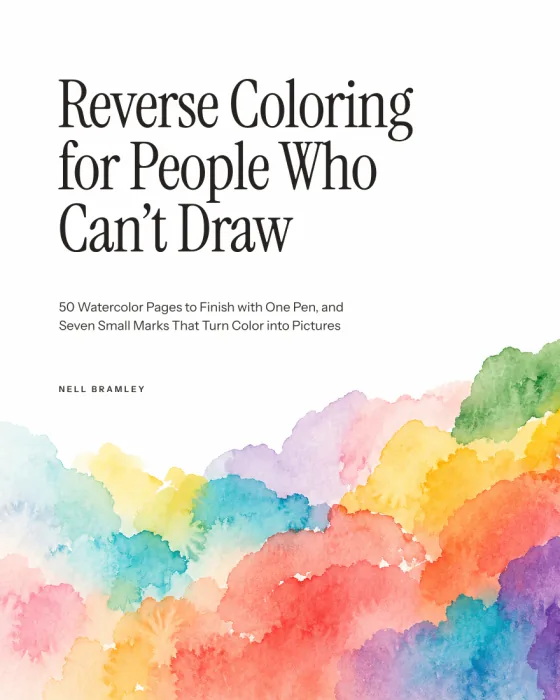 Reverse Coloring
for People Who
Can’t Draw
50 Watercolor Pages to Finish with One Pen, and
Seven Small Marks That Turn Color into Pictures
NELL BRAMLEY